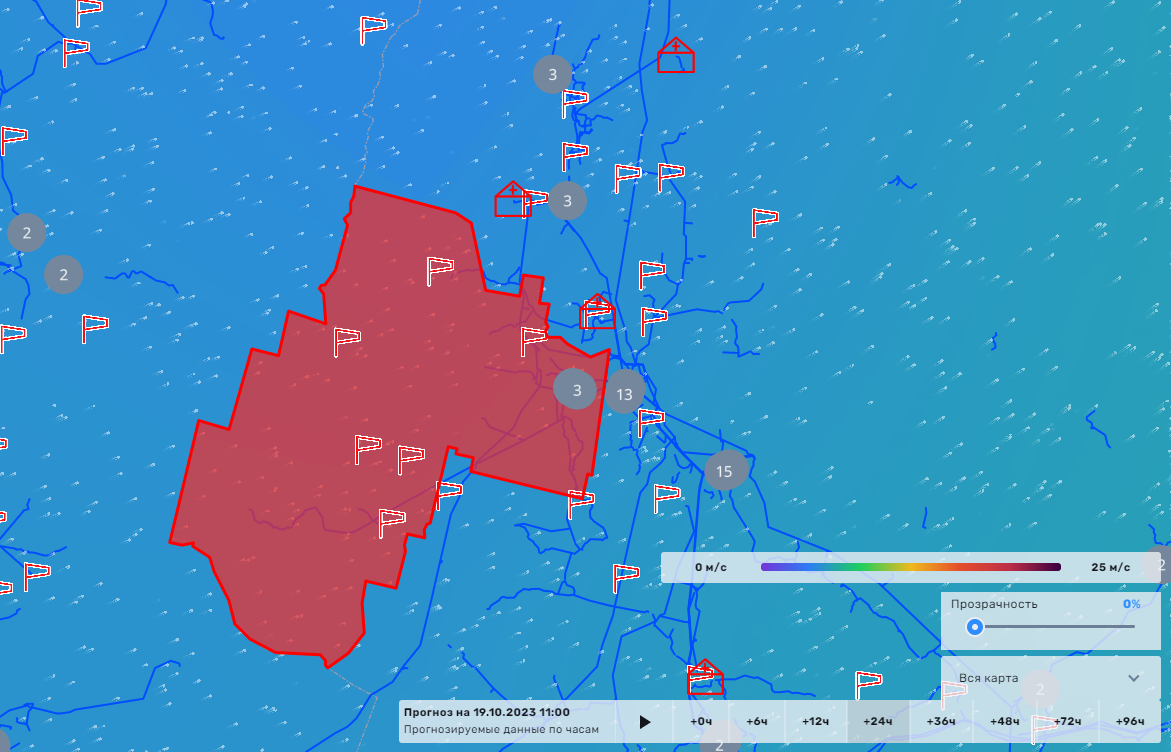 3
3
2
2
3
13
15
2
0 м/с
25 м/с
Прозрачность
0%
Вся карта
2
Прогноз на 19.10.2023 11:00
Прогнозируемые данные по часам
+0ч
+6ч
+12ч
+24ч
+36ч
+48ч
+72ч
+96ч
2